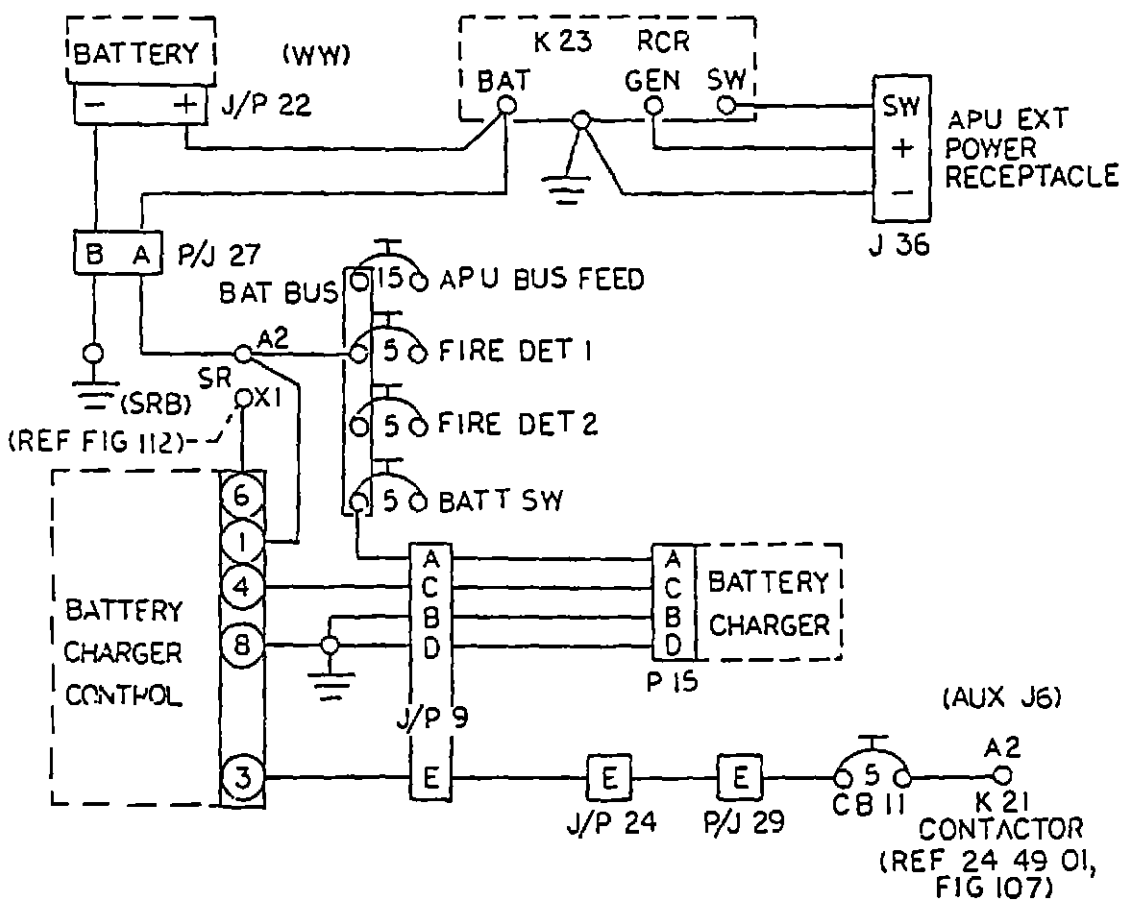 BATTERY (WW)
- +
J/P 22
K 23 RCR
BAT GEN SW
SW
+
-
APU EXT
POWER
RECEPTACLE
J 36
B A
P/J 27
BAT BUS
15 APU BUS FEED
5 FIRE DET 1
5 FIRE DET 2
5 BATT SW
A2
SR
X1
(SRB)
(REF FIG 112)
6
1
4
8
3
BATTERY
CHARGER
CONTROL
A
C
B
D
J/P 9
E
A
C
B
D
P 15
BATTERY
CHARGER
E
J/P 24
E
P/J 29
5
CB 11
(AUX J6)
A2
K 21
CONTACTOR
(REF 24 49 01,
FIG 107)